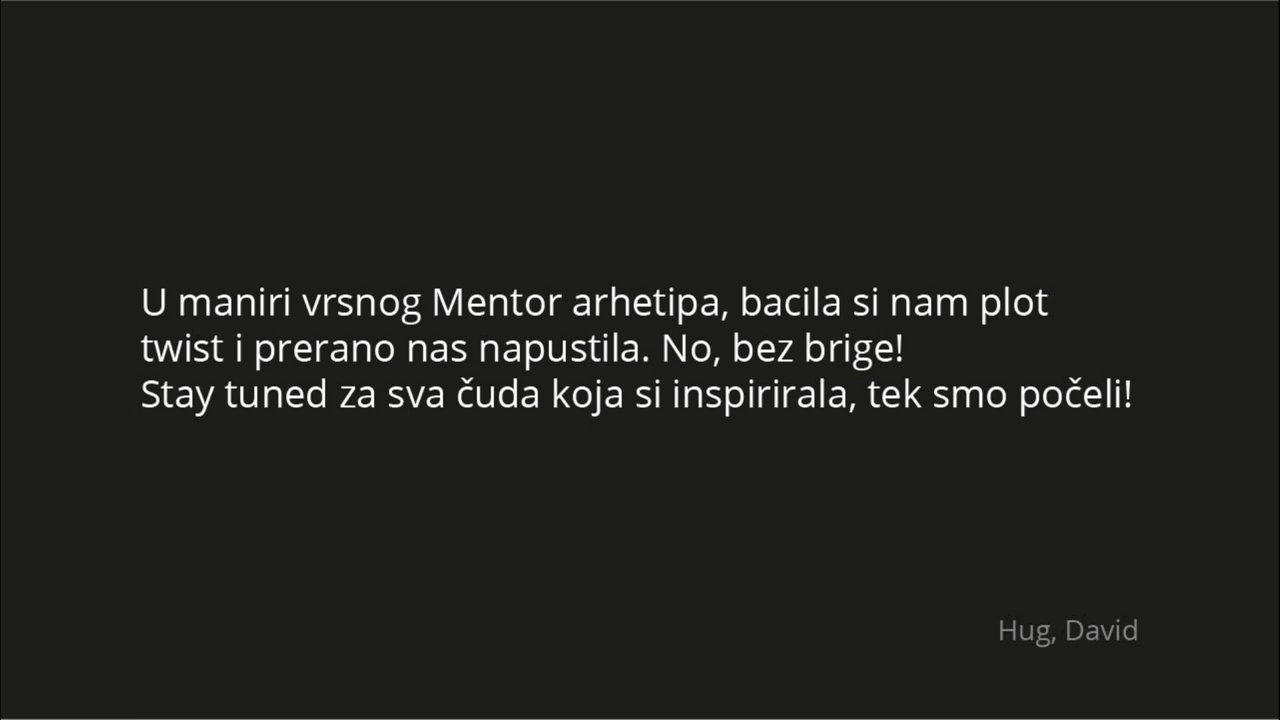 U maniri vrsnog Mentor arhetipa, bacila si nam plot
twist i prerano nas napustila. No, bez brige!
Stay tuned za sva čuda koja si inspirirala, tek smo počeli!
Hug, David